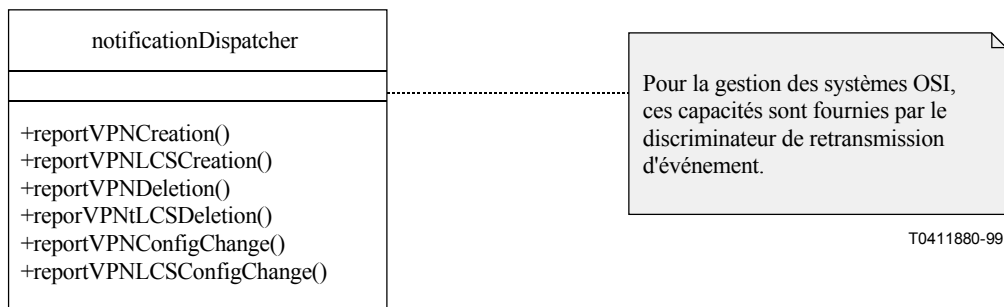 notificationDispatcher
+reportVPNCreation()
+reportVPNLCSCreation()
+reportVPNDeletion()
+reporVPNtLCSDeletion()
+reportVPNConfigChange()
+reportVPNLCSConfigChange()
Pour la gestion des systèmes OSI,
ces capacités sont fournies par le
discriminateur de retransmission
d'événement.
T0411880-99